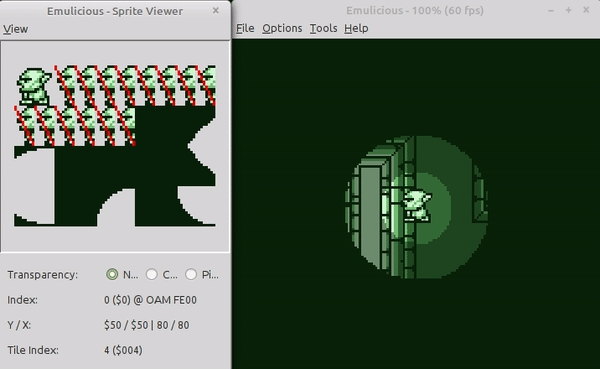 Emulicious - Sprite Viewer
View
Transparency: N... C... Pi...
Index: 0 ($0) @ OAM FE00
Y / X: $50 / $50 | 80 / 80
Tile Index: 4 ($004)
Emulicious - 100% (60 fps)
File Options Tools Help